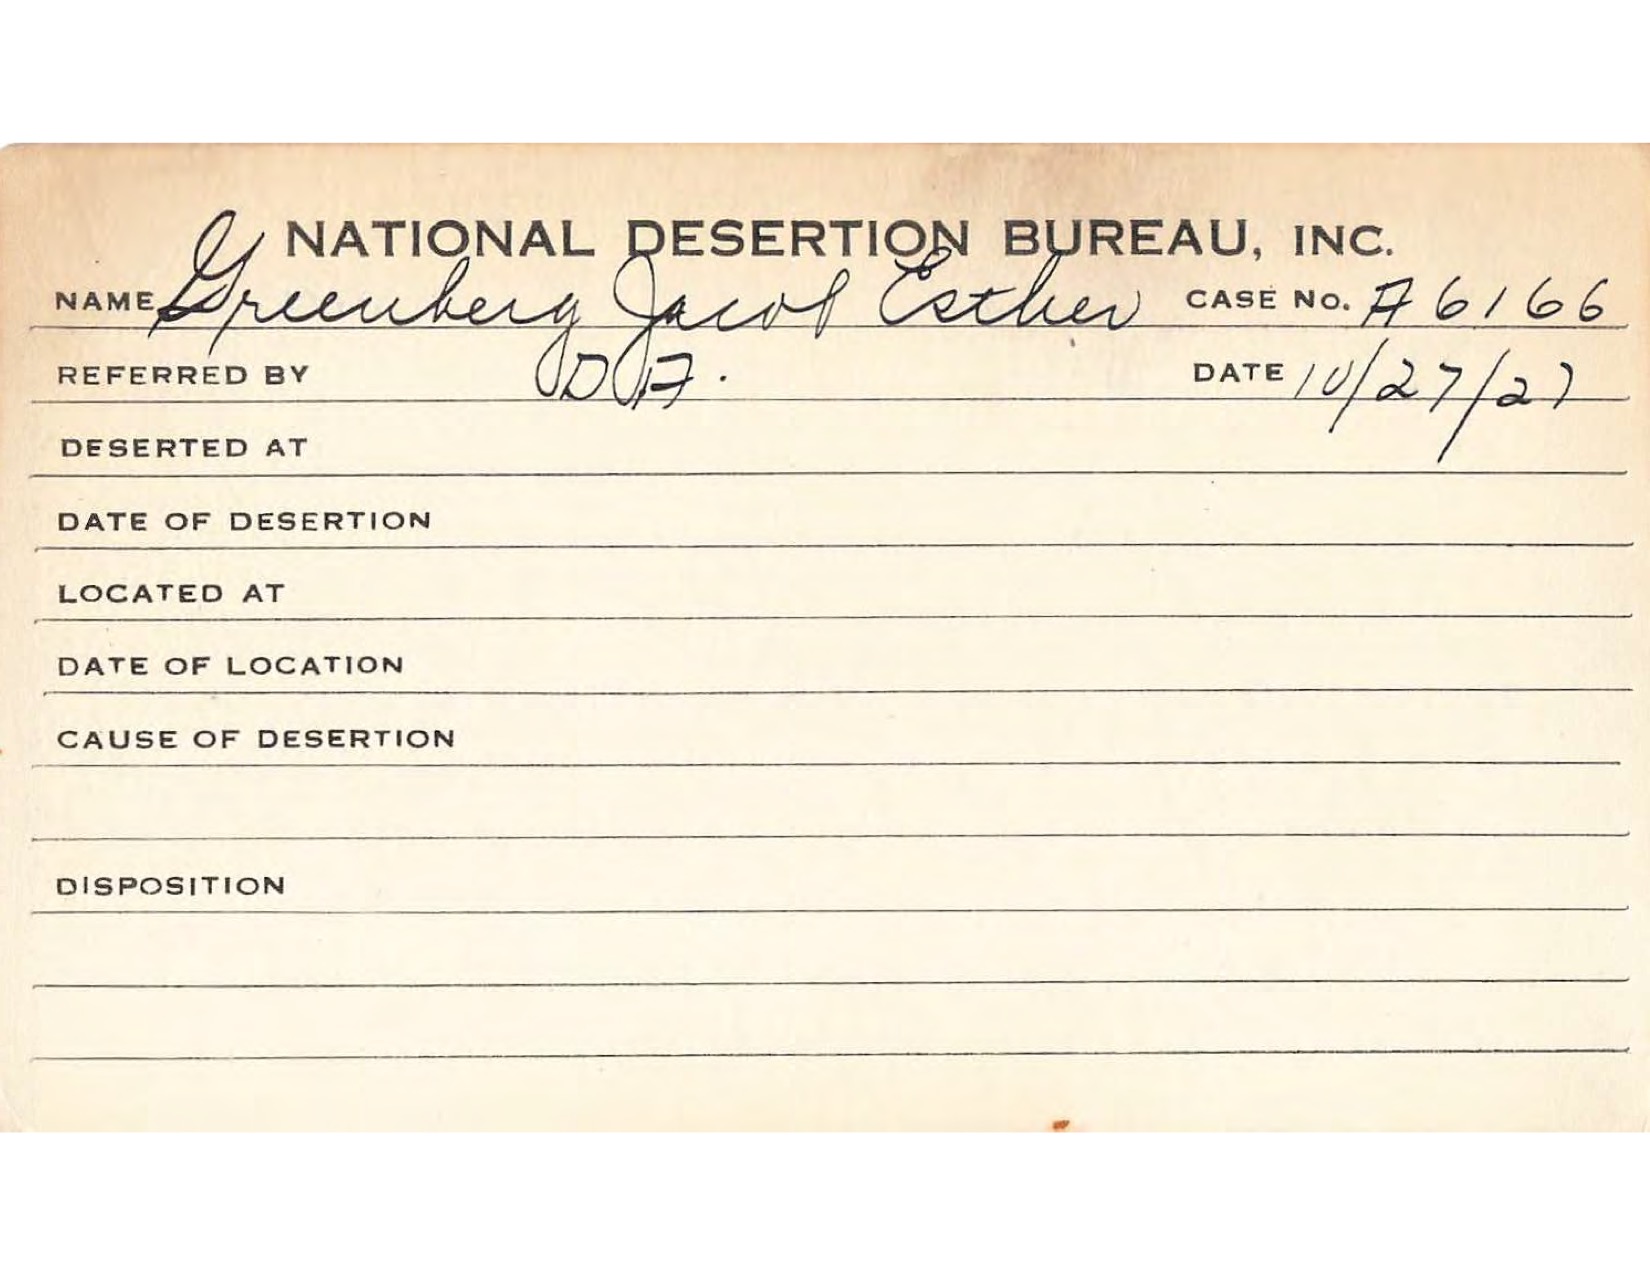 NATIONAL DESERTION BUREAU, INC.
NAME Greenberg Jacob Esther CASE NO. A6166
REFERRED BY DATE 10/27/27
DESERTED AT
DATE OF DESERTION
LOCATED AT
DATE OF LOCATION
CAUSE OF DESERTION
DISPOSITION